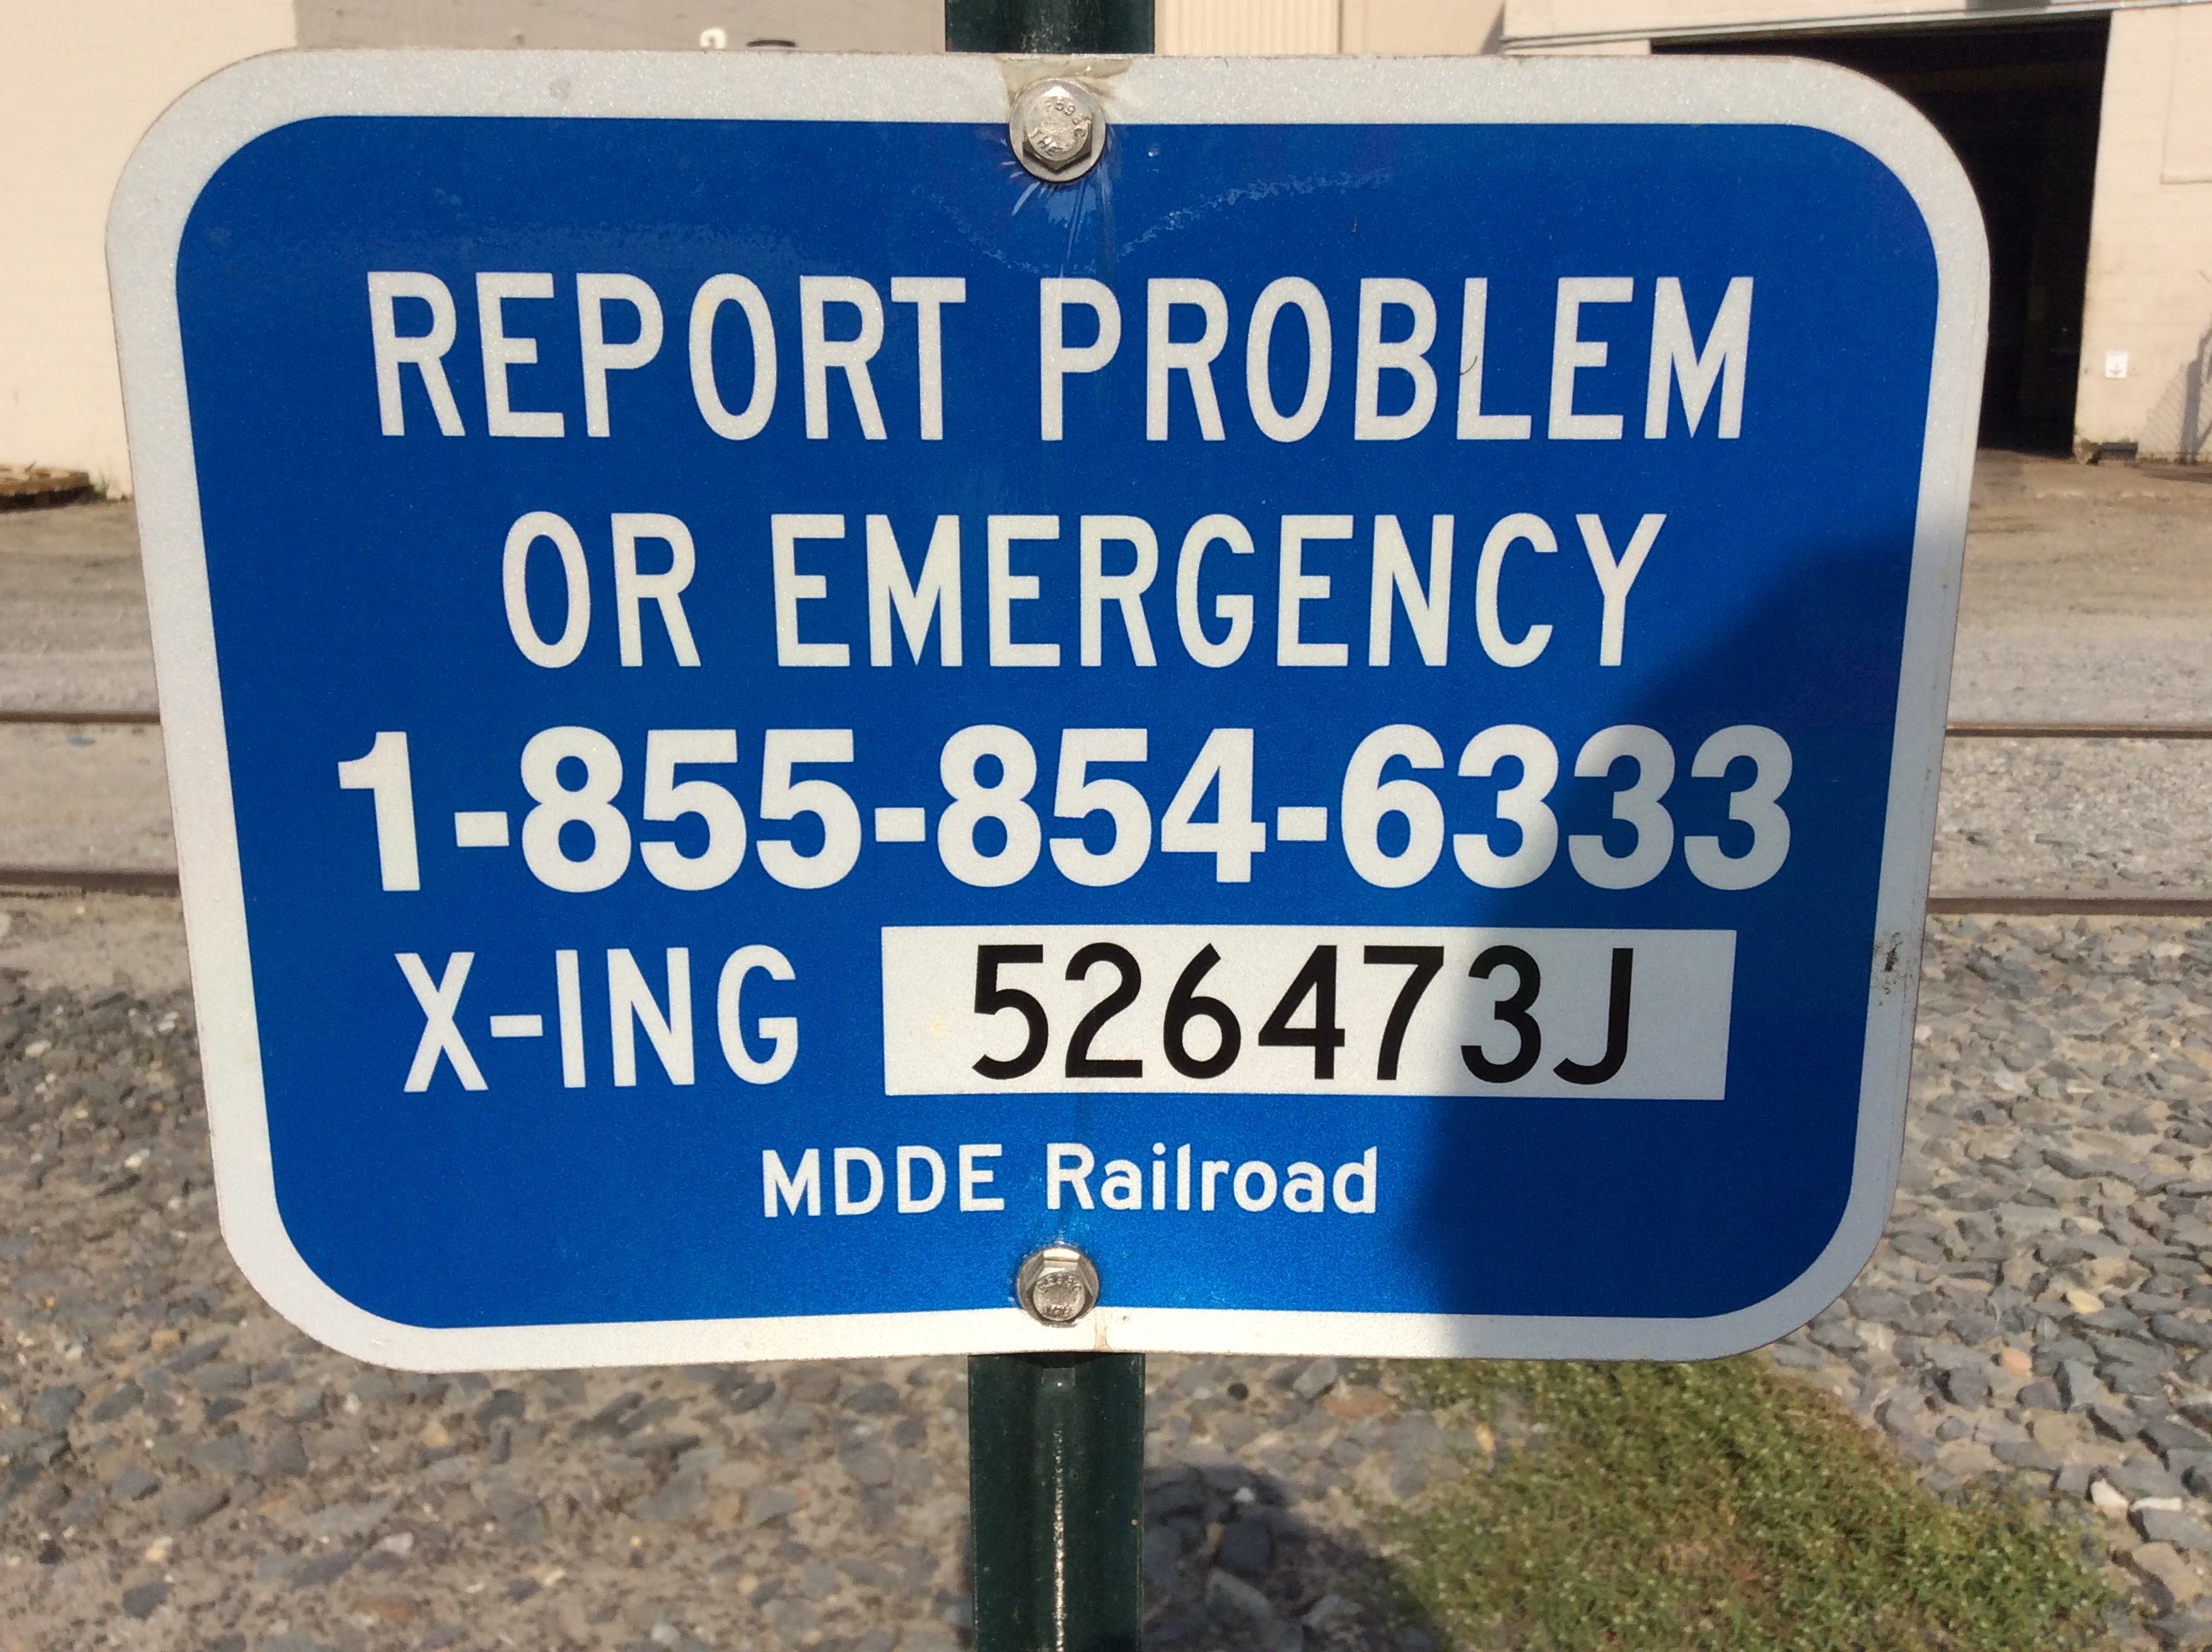 REPORT PROBLEM
OR EMERGENCY
1-855-854-6333
X-ING 526473J
MDDE Railroad